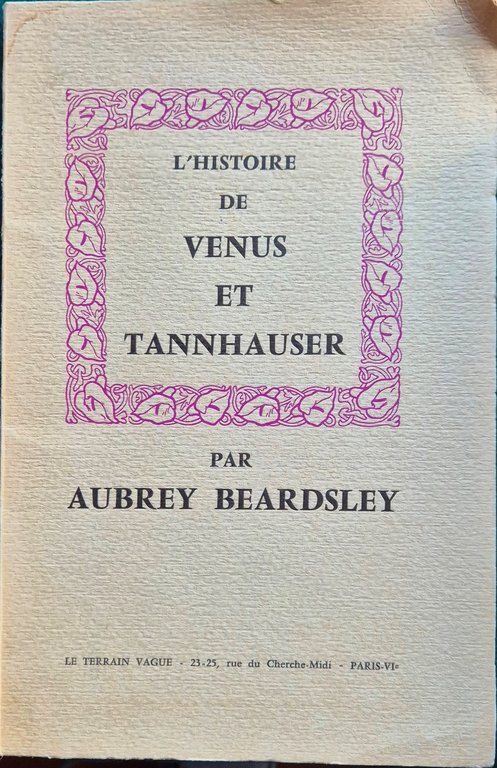 L'HISTOIRE
DE
VENUS
ET
TANNHAUSER
PAR
AUBREY BEARDSLEY
LE TERRAIN VAGUE - 23-25, rue du Cherche-Midi - PARIS-VIe